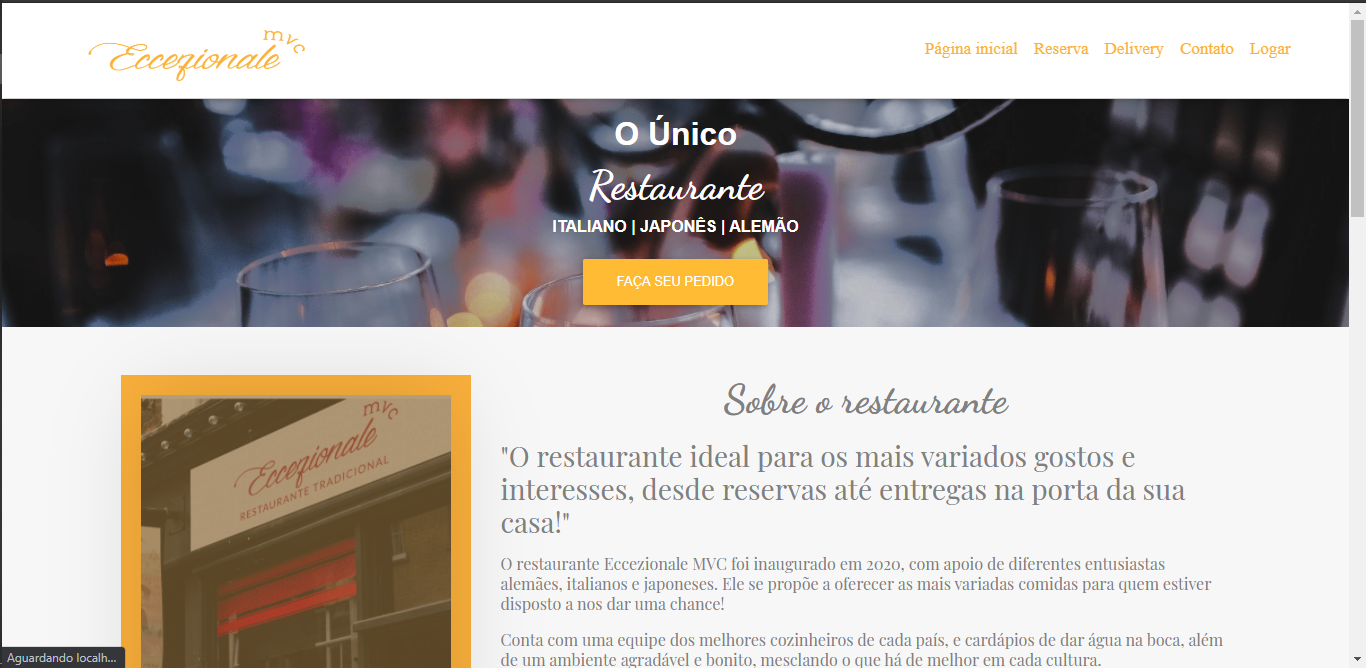 Eccezionale mvc
Página inicial Reserva Delivery Contato Logar
O Único
Restaurante
ITALIANO | JAPONÊS | ALEMÃO
FAÇA SEU PEDIDO
Eccezionale mvc
RESTAURANTE TRADICIONAL
Sobre o restaurante
"O restaurante ideal para os mais variados gostos e
interesses, desde reservas até entregas na porta da sua
casa!"
O restaurante Eccezionale MVC foi inaugurado em 2020, com apoio de diferentes entusiastas
alemães, italianos e japoneses. Ele se propõe a oferecer as mais variadas comidas para quem estiver
disposto a nos dar uma chance!
Conta com uma equipe dos melhores cozinheiros de cada país, e cardápios de dar água na boca, além
de um ambiente agradável e bonito, mesclando o que há de melhor em cada cultura.
Aguardando localh...